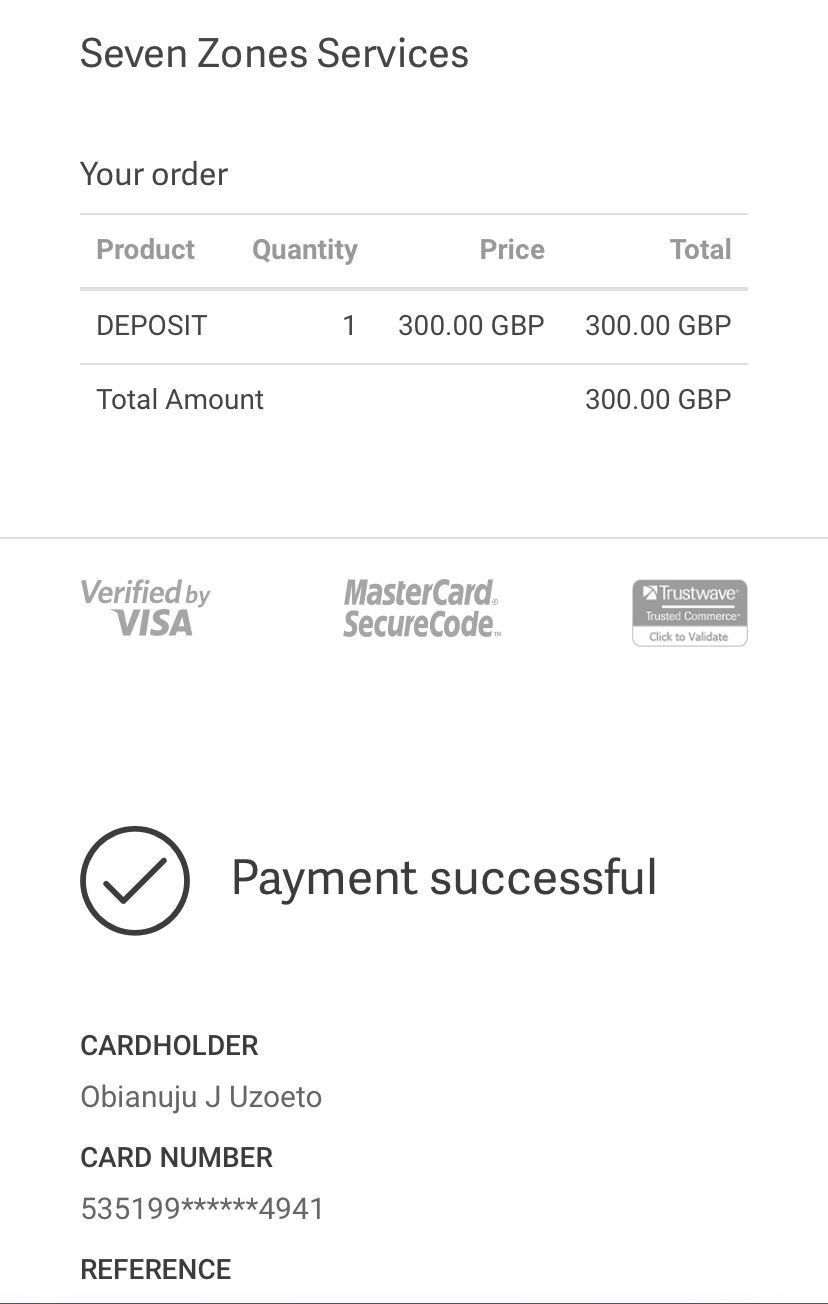 Seven Zones Services
Your order
Product Quantity Price Total
DEPOSIT 1 300.00 GBP 300.00 GBP
Total Amount 300.00 GBP
Verified by
VISA
MasterCard®
SecureCode™
Trustwave®
Trusted Commerce®
Click to Validate
Payment successful
CARDHOLDER
Obianuju J Uzoeto
CARD NUMBER
535199******4941
REFERENCE